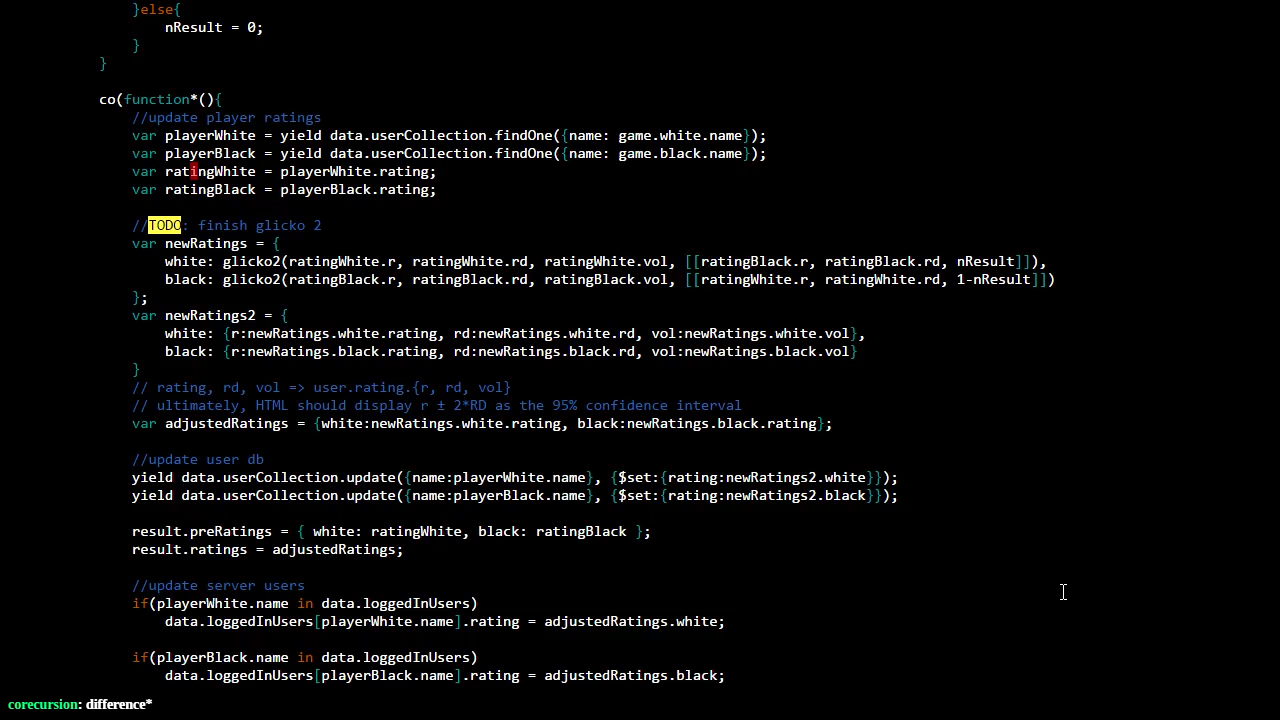 }else{
nResult = 0;
}
}
co(function*(){
//update player ratings
var playerWhite = yield data.userCollection.findOne({name: game.white.name});
var playerBlack = yield data.userCollection.findOne({name: game.black.name});
var ratingWhite = playerWhite.rating;
var ratingBlack = playerBlack.rating;
//TODO: finish glicko 2
var newRatings = {
white: glicko2(ratingWhite.r, ratingWhite.rd, ratingWhite.vol, [[ratingBlack.r, ratingBlack.rd, nResult]]),
black: glicko2(ratingBlack.r, ratingBlack.rd, ratingBlack.vol, [[ratingWhite.r, ratingWhite.rd, 1-nResult]])
};
var newRatings2 = {
white: {r:newRatings.white.rating, rd:newRatings.white.rd, vol:newRatings.white.vol},
black: {r:newRatings.black.rating, rd:newRatings.black.rd, vol:newRatings.black.vol}
}
// rating, rd, vol => user.rating.{r, rd, vol}
// ultimately, HTML should display r ± 2*RD as the 95% confidence interval
var adjustedRatings = {white:newRatings.white.rating, black:newRatings.black.rating};
//update user db
yield data.userCollection.update({name:playerWhite.name}, {$set:{rating:newRatings2.white}});
yield data.userCollection.update({name:playerBlack.name}, {$set:{rating:newRatings2.black}});
result.preRatings = { white: ratingWhite, black: ratingBlack };
result.ratings = adjustedRatings;
//update server users
if(playerWhite.name in data.loggedInUsers)
data.loggedInUsers[playerWhite.name].rating = adjustedRatings.white;
if(playerBlack.name in data.loggedInUsers)
data.loggedInUsers[playerBlack.name].rating = adjustedRatings.black;
corecursion: difference*